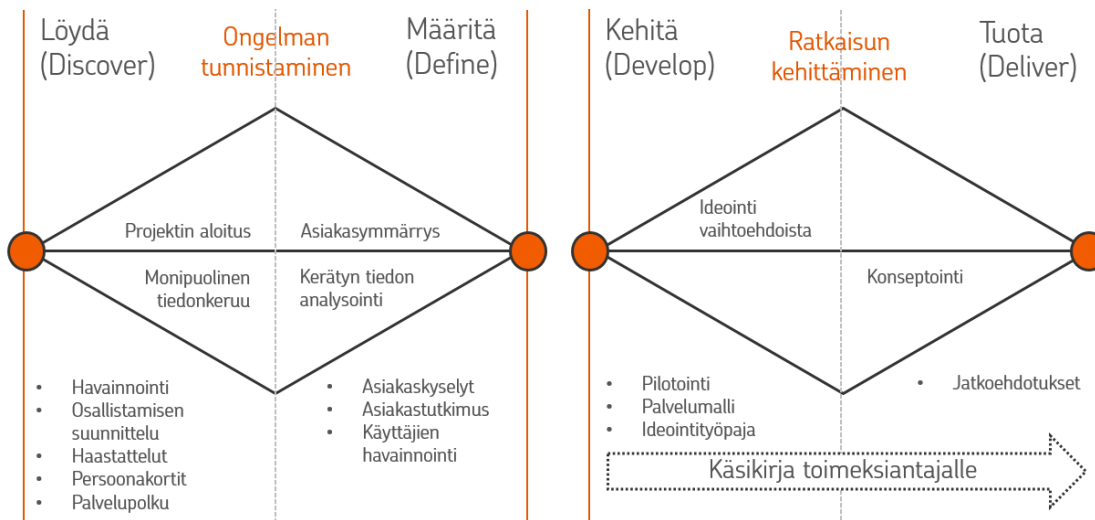 Löydä
(Discover)
Ongelman
tunnistaminen
Määritä
(Define)
Projektin aloitus
Asiakasymmärrys
Monipuolinen
tiedonkeruu
Kerätyn tiedon
analysointi
• Havainnointi
• Osallistamisen
suunnittelu
• Haastattelut
• Persoonakortit
• Palvelupolku
• Asiakaskyselyt
• Asiakastutkimus
• Käyttäjien
havainnointi
Kehitä
(Develop)
Ratkaisun
kehittäminen
Tuota
(Deliver)
Ideointi
vaihtoehdoista
Konseptointi
• Pilotointi
• Palvelumalli
• Ideointityöpaja
• Jatkoehdotukset
Käsikirja toimeksiantajalle